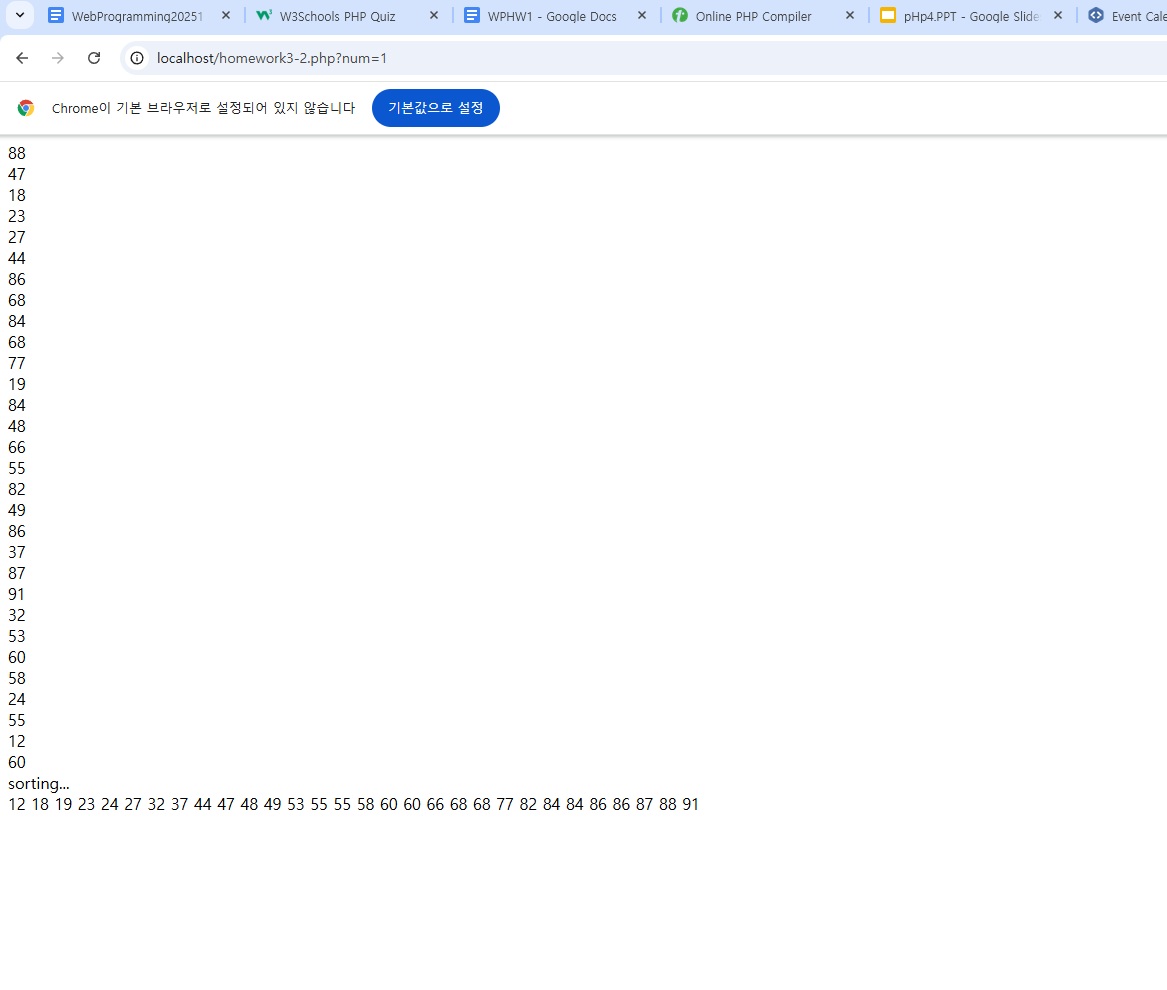 WebProgramming20251
W3Schools PHP Quiz
WPHW1 - Google Docs
Online PHP Compiler
pHp4.PPT - Google Slide
Event Cale
localhost/homework3-2.php?num=1
Chrome이 기본 브라우저로 설정되어 있지 않습니다
기본값으로 설정
88
47
18
23
27
44
86
68
84
68
77
19
84
48
66
55
82
49
86
37
87
91
32
53
60
58
24
55
12
60
sorting...
12 18 19 23 24 27 32 37 44 47 48 49 53 55 55 58 60 60 66 68 68 77 82 84 84 86 86 87 88 91